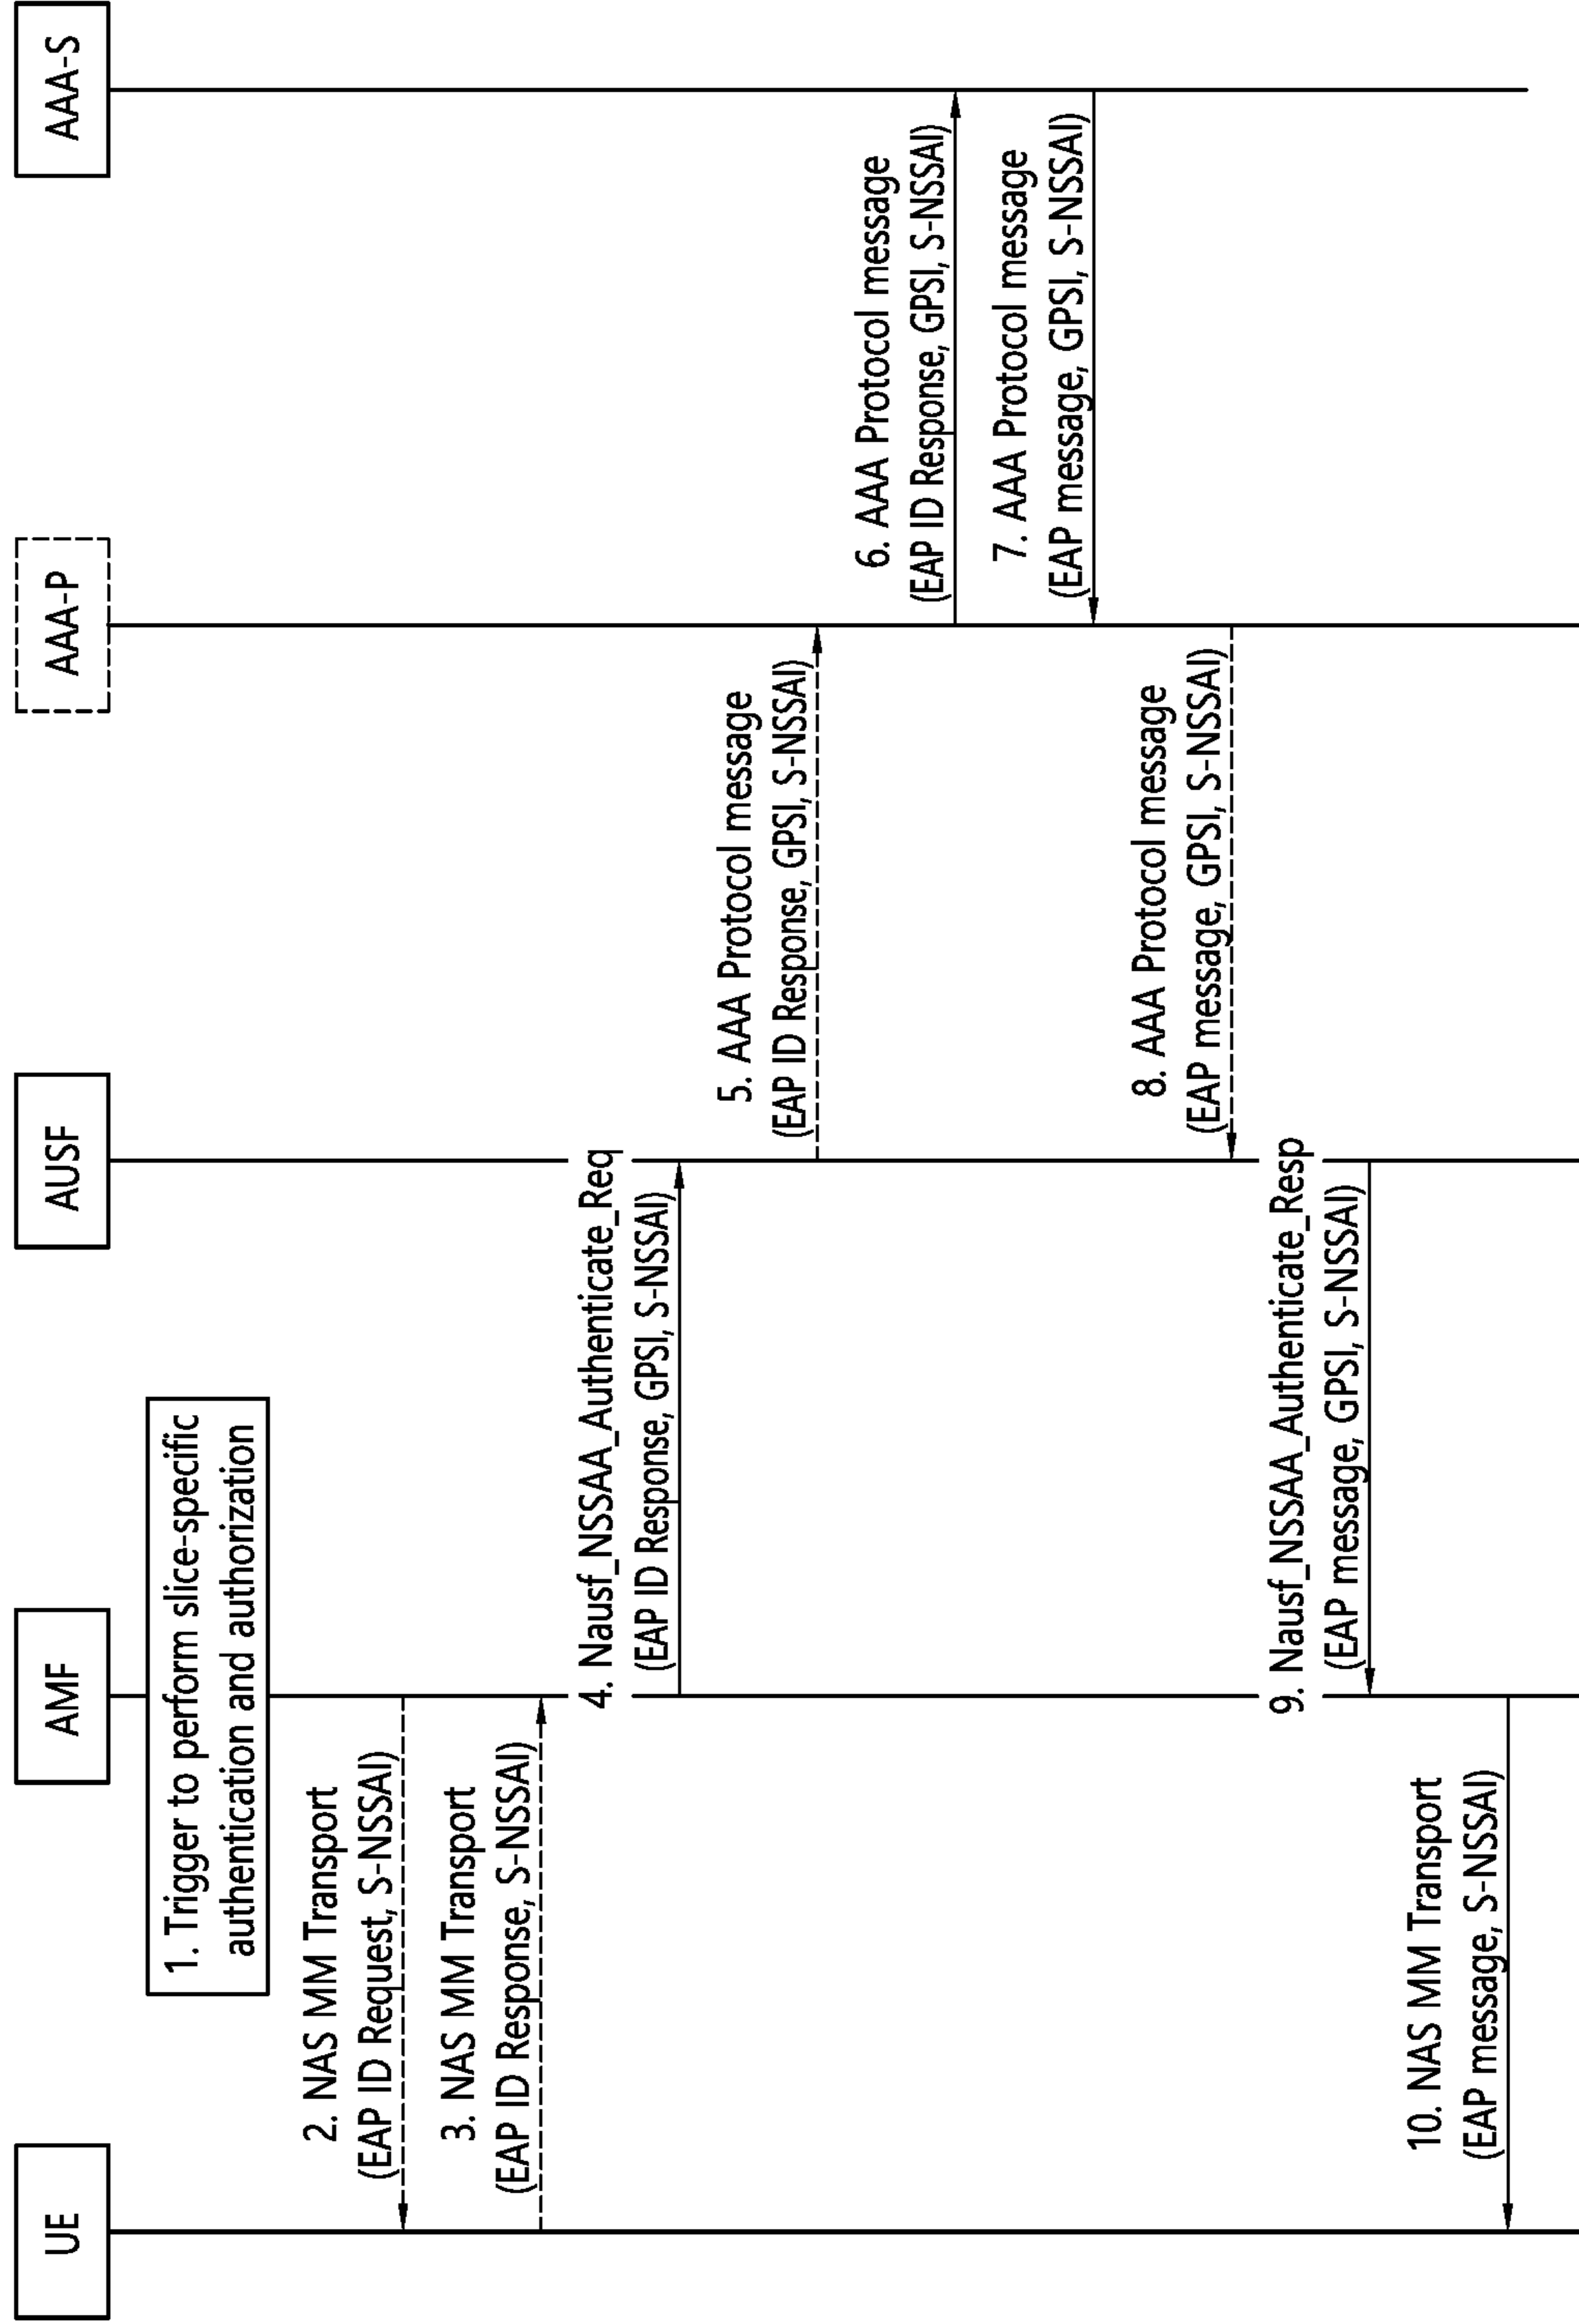 UE
AMF
AUSF
AAA-P
AAA-S
1. Trigger to perform slice-specific
authentication and authorization
2. NAS MM Transport
(EAP ID Request, S-NSSAI)
3. NAS MM Transport
(EAP ID Response, S-NSSAI)
4. Nausf_NSSAA_Authenticate_Req
(EAP ID Response, GPSI, S-NSSAI)
5. AAA Protocol message
(EAP ID Response, GPSI, S-NSSAI)
6. AAA Protocol message
(EAP ID Response, GPSI, S-NSSAI)
7. AAA Protocol message
(EAP message, GPSI, S-NSSAI)
8. AAA Protocol message
(EAP message, GPSI, S-NSSAI)
9. Nausf_NSSAA_Authenticate_Resp
(EAP message, GPSI, S-NSSAI)
10. NAS MM Transport
(EAP message, S-NSSAI)